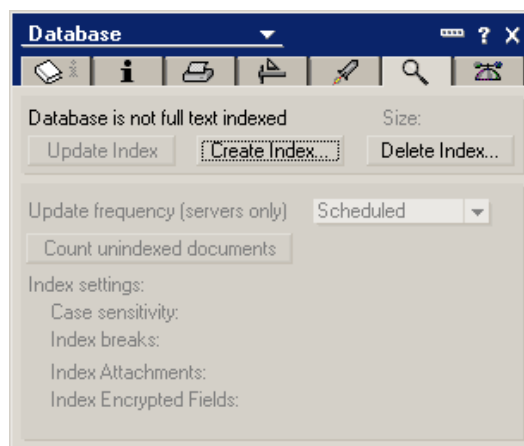 Database
?
X
i
i
Database is not full text indexed Size:
Update Index Create Index... Delete Index...
Update frequency (servers only) Scheduled
Count unindexed documents
Index settings:
Case sensitivity:
Index breaks:
Index Attachments:
Index Encrypted Fields: